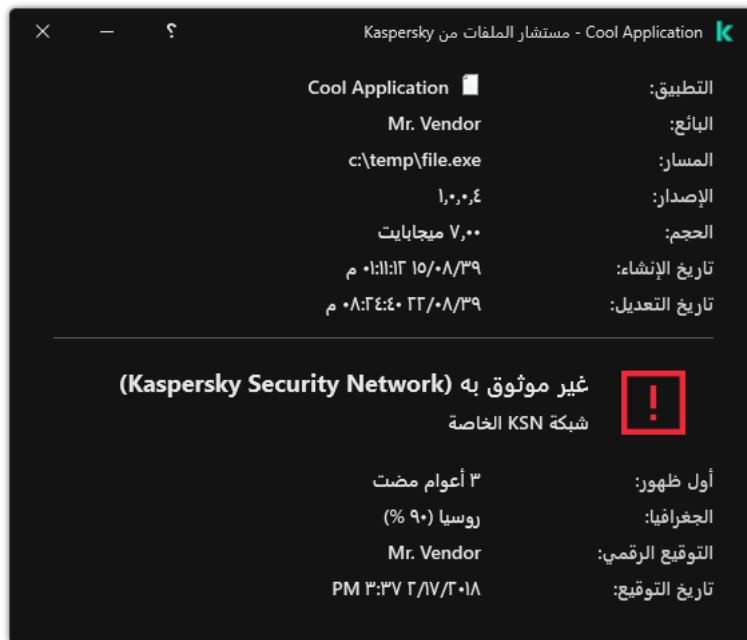 Cool Application - مستشار الملفات من Kaspersky
التطبيق: Cool Application
البائع: Mr. Vendor
المسار: c:\temp\file.exe
الإصدار: ١,٠,٠,٤
الحجم: ٧,٠٠ ميجابايت
تاريخ الإنشاء: ١٥/٠٨/٣٩ ٠١:١١:١٢ م
تاريخ التعديل: ٢٢/٠٨/٣٩ ٠٨:٢٤:٤٠ م
غير موثوق به (Kaspersky Security Network)
شبكة KSN الخاصة
أول ظهور: ٣ أعوام مضت
الجغرافيا: روسيا (٩٠ %)
التوقيع الرقمي: Mr. Vendor
تاريخ التوقيع: ٢/١٧/٢٠١٨ ٣:٣٧ PM